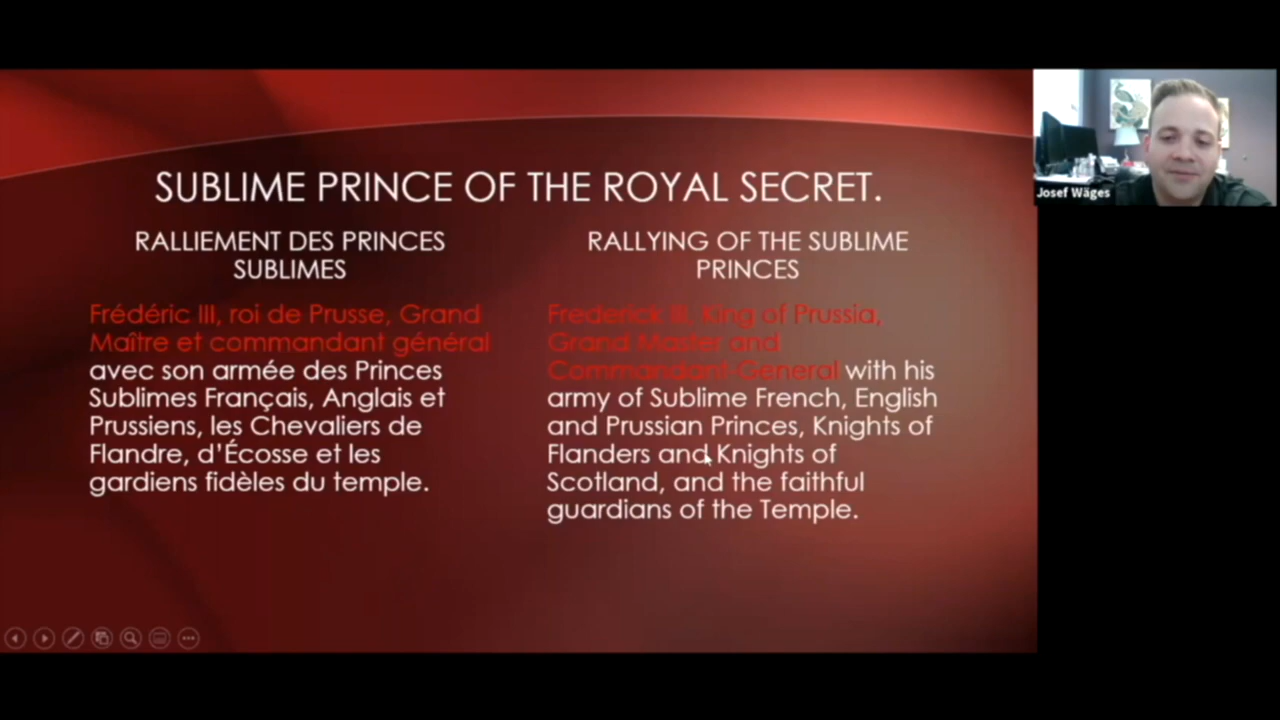 SUBLIME PRINCE OF THE ROYAL SECRET.
RALLIEMENT DES PRINCES
SUBLIMES
Frédéric III, roi de Prusse, Grand
Maître et commandant général
avec son armée des Princes
Sublimes Français, Anglais et
Prussiens, les Chevaliers de
Flandre, d’Écosse et les
gardiens fidèles du temple.
RALLYING OF THE SUBLIME
PRINCES
Frederick III, King of Prussia,
Grand Master and
Commandant-General with his
army of Sublime French, English
and Prussian Princes, Knights of
Flanders and Knights of
Scotland, and the faithful
guardians of the Temple.
Josef Wäges